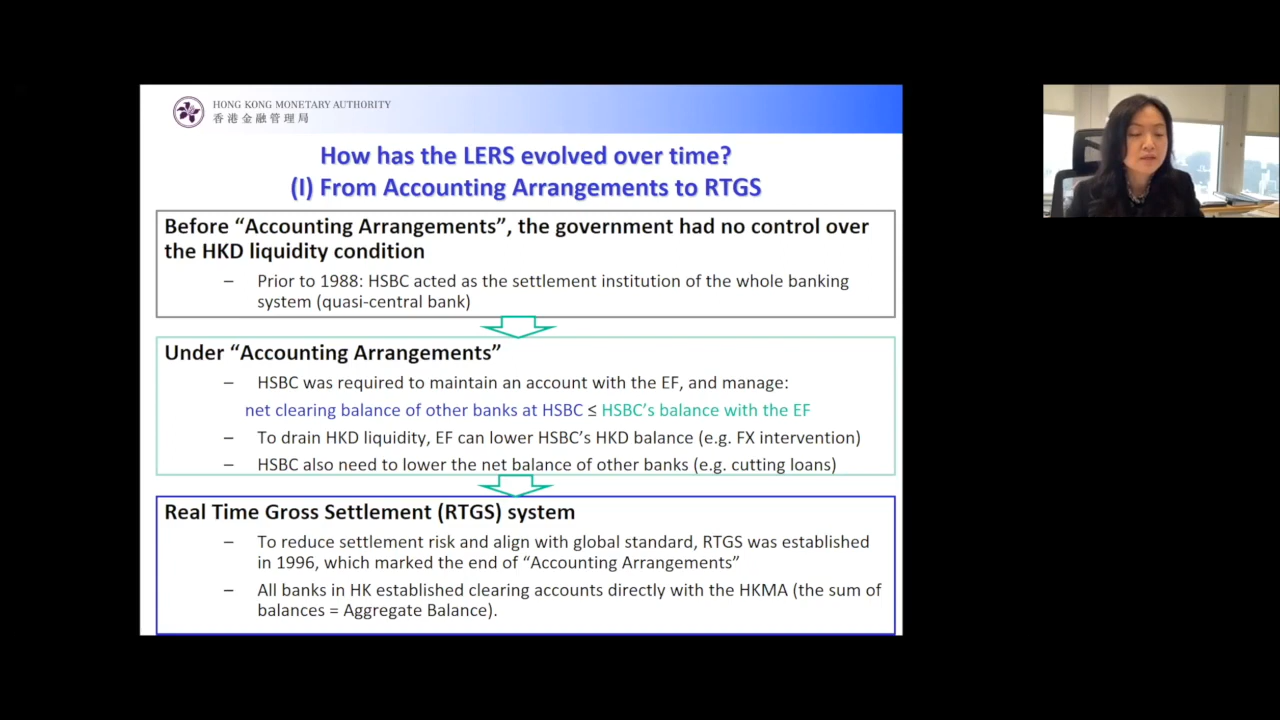 HONG KONG MONETARY AUTHORITY
香港金融管理局
How has the LERS evolved over time?
(I) From Accounting Arrangements to RTGS
Before “Accounting Arrangements”, the government had no control over
the HKD liquidity condition
– Prior to 1988: HSBC acted as the settlement institution of the whole banking
system (quasi-central bank)
Under “Accounting Arrangements”
– HSBC was required to maintain an account with the EF, and manage:
net clearing balance of other banks at HSBC ≤ HSBC’s balance with the EF
– To drain HKD liquidity, EF can lower HSBC’s HKD balance (e.g. FX intervention)
– HSBC also need to lower the net balance of other banks (e.g. cutting loans)
Real Time Gross Settlement (RTGS) system
– To reduce settlement risk and align with global standard, RTGS was established
in 1996, which marked the end of “Accounting Arrangements”
– All banks in HK established clearing accounts directly with the HKMA (the sum of
balances = Aggregate Balance).